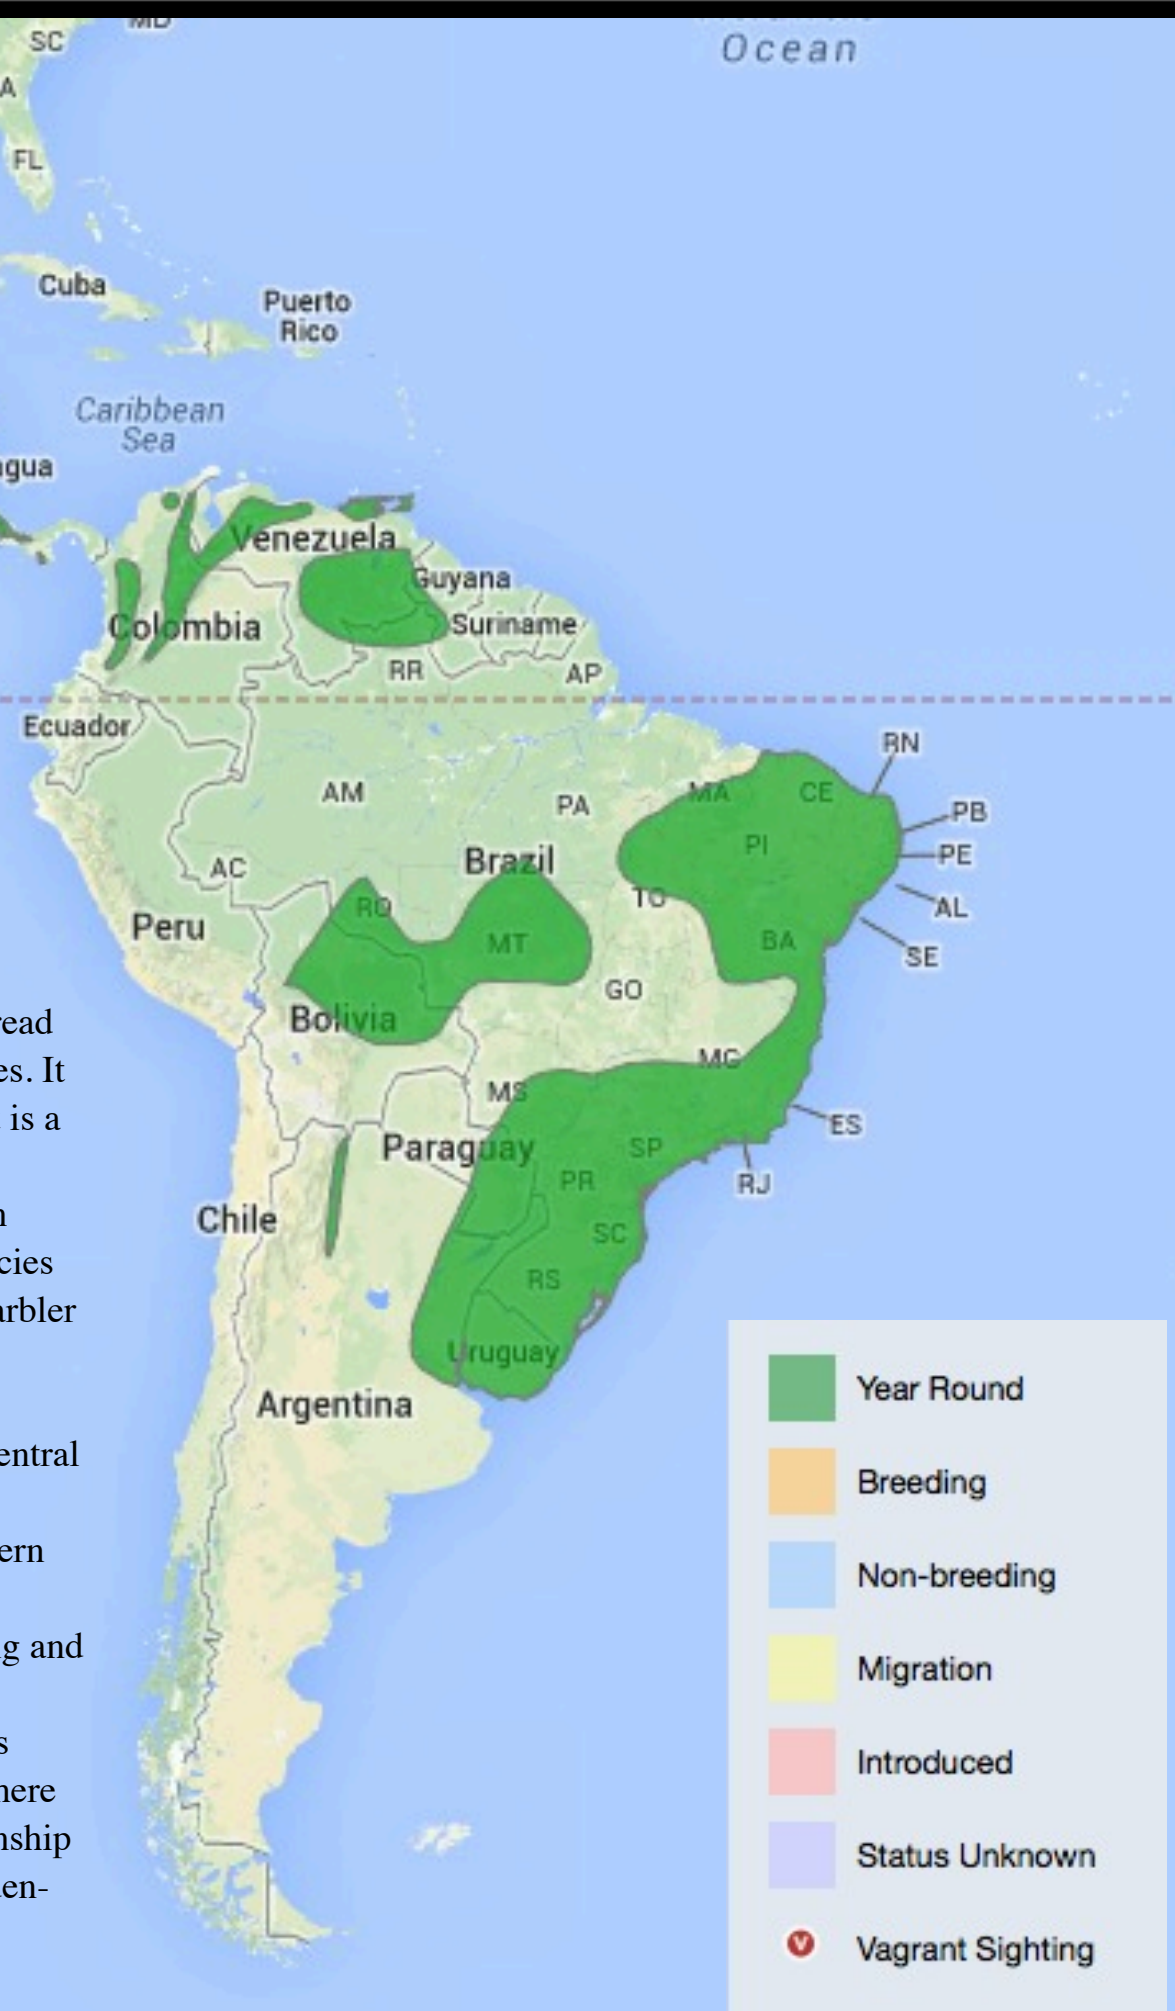 MD
SC
A
Ocean
FL
Cuba
Puerto
Rico
Caribbean
Sea
agua
Venezuela
Guyana
Colombia
Suriname
RR
AP
Ecuador
RN
AM
PA
MA
CE
PB
PI
PE
Brazil
AC
TO
AL
RO
Peru
MT
BA
SE
GO
Bolivia
MG
MS
ES
Paraguay
SP
PR
RJ
Chile
SC
RS
Uruguay
Argentina
read
es. It
is a
n
cies
arbler
entral
ern
g and
s
here
nship
den-
Year Round
Breeding
Non-breeding
Migration
Introduced
Status Unknown
V
Vagrant Sighting